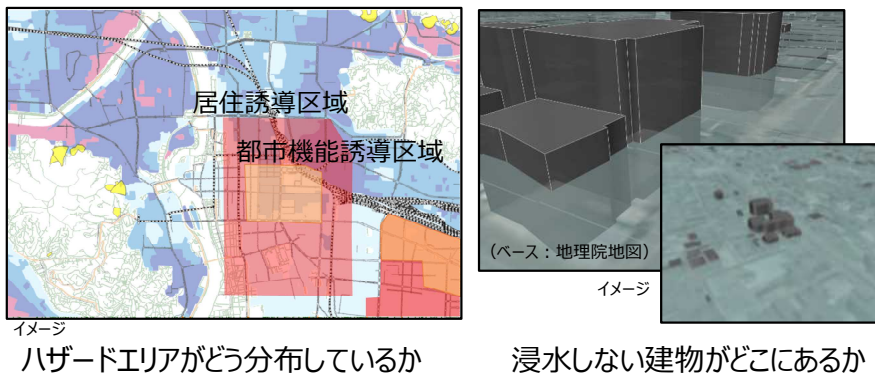 居住誘導区域
都市機能誘導区域
イメージ
ハザードエリアがどう分布しているか
(ベース：地理院地図)
イメージ
浸水しない建物がどこにあるか